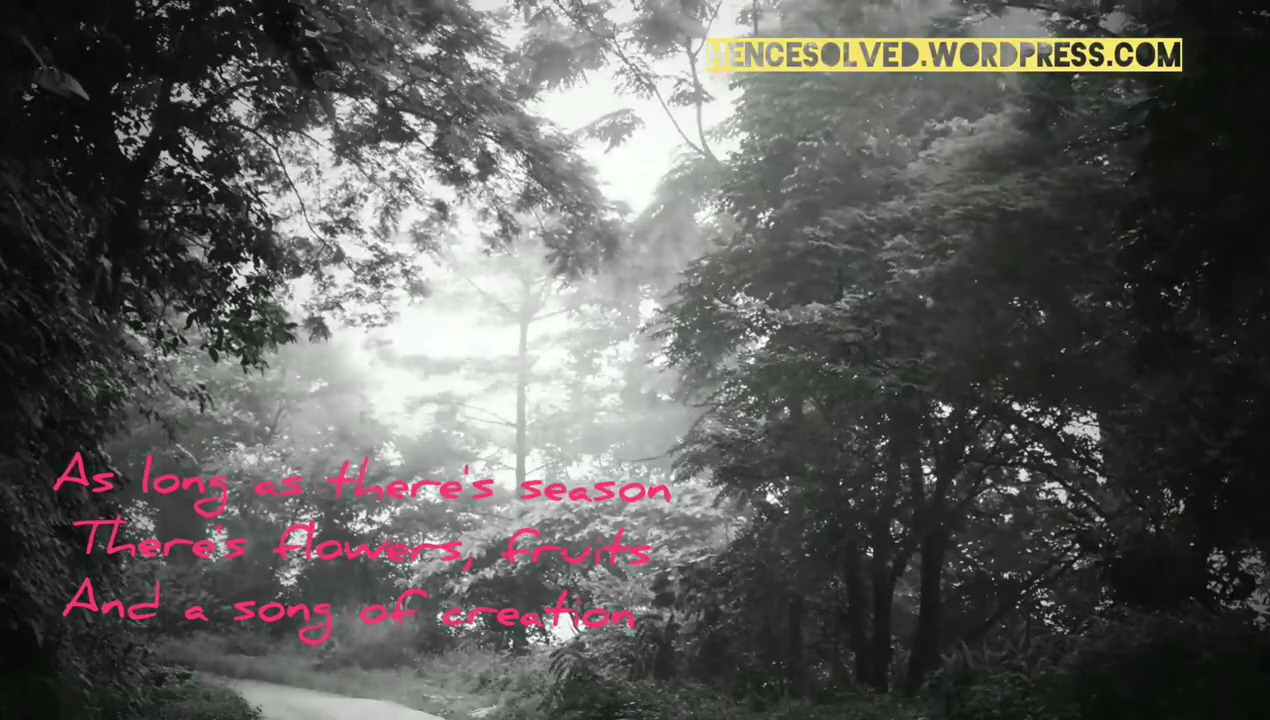 HENCESOLVED.WORDPRESS.COM
As long as there's season
There's flowers, fruits
And a song of creation